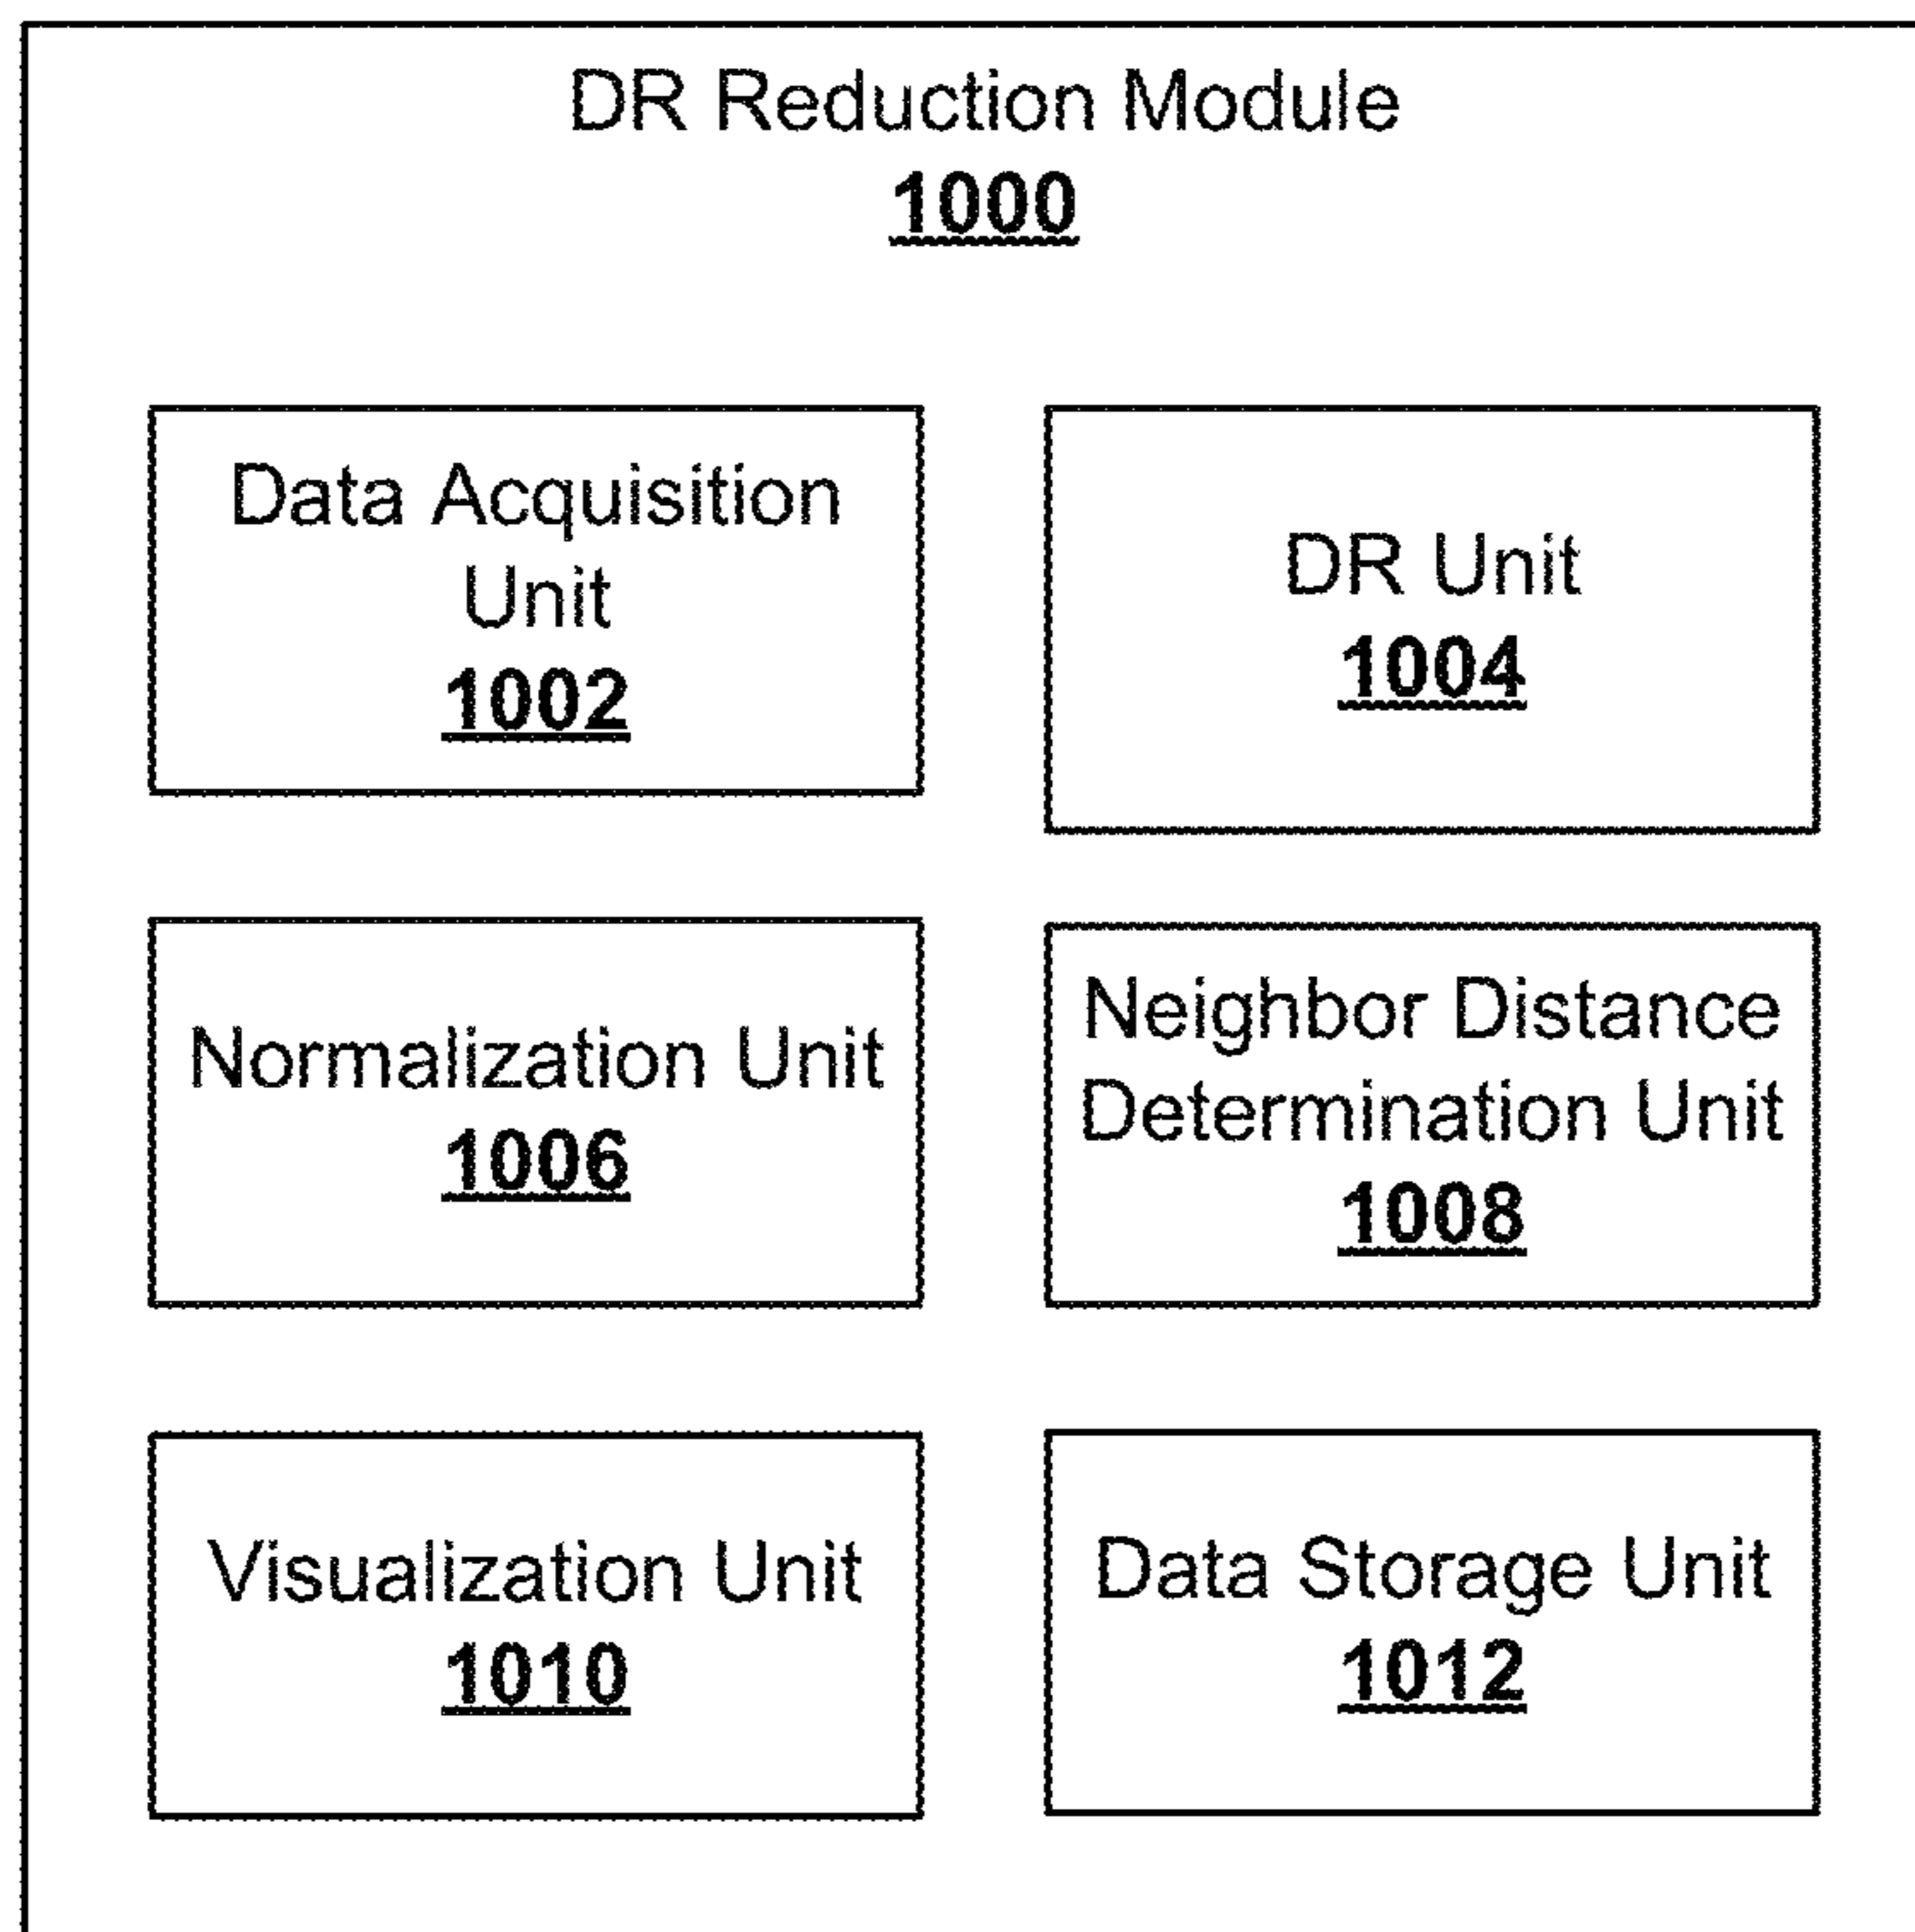 DR Reduction Module
1000
Data Acquisition
Unit
1002
DR Unit
1004
Normalization Unit
1006
Neighbor Distance
Determination Unit
1008
Visualization Unit
1010
Data Storage Unit
1012